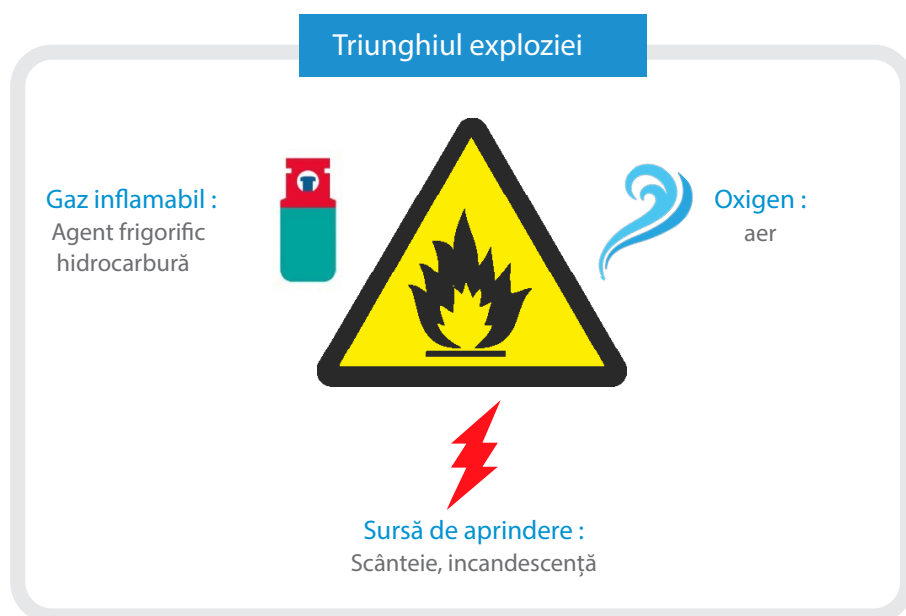 Triunghiul exploziei
Gaz inflamabil :
Agent frigorific
hidrocarbură
Oxigen :
aer
Sursă de aprindere :
Scânteie, incandescență